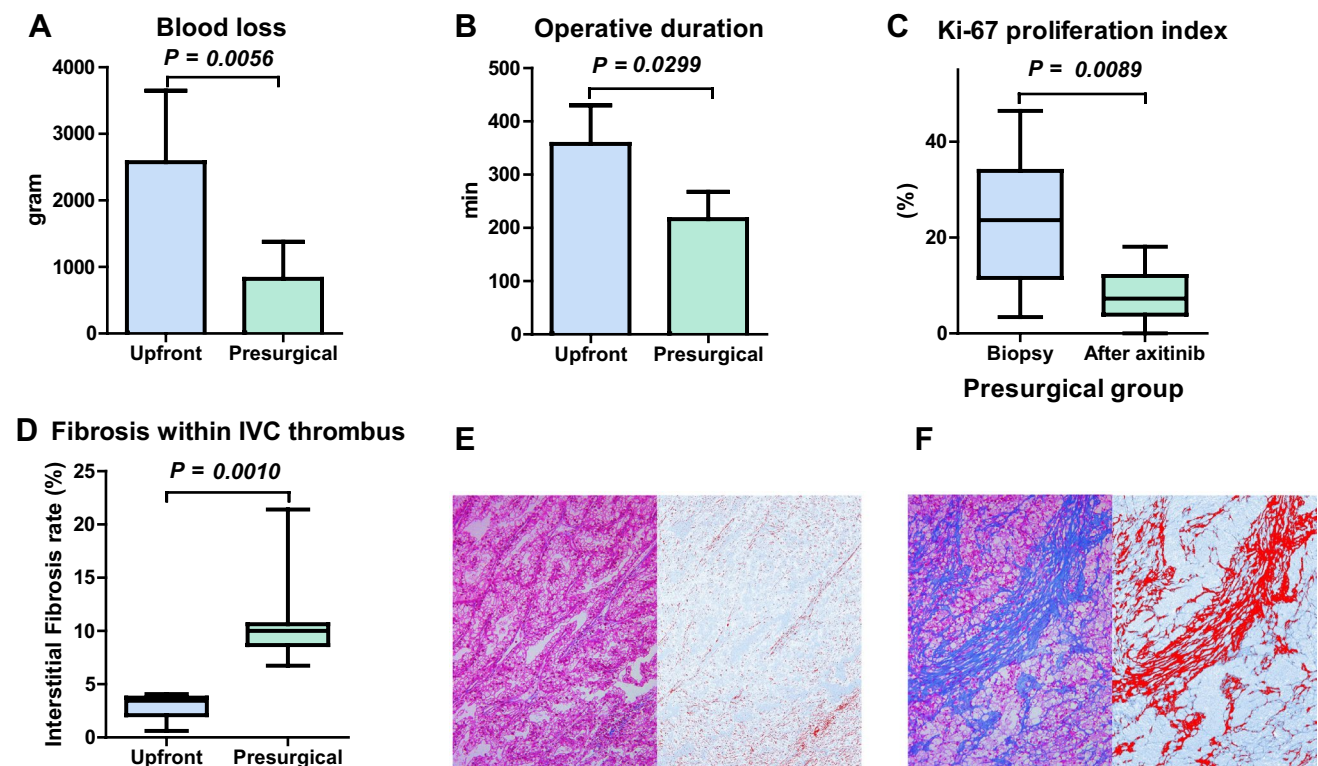 A
Blood loss
P = 0.0056
gram
4000
3000
2000
1000
0
Upfront
Presurgical
B
Operative duration
P = 0.0299
min
500
400
300
200
100
0
Upfront
Presurgical
C
Ki-67 proliferation index
P = 0.0089
(%)
40
20
0
Biopsy
After axitinib
Presurgical group
D
Fibrosis within IVC thrombus
P = 0.0010
Interstitial Fibrosis rate (%)
25
20
15
10
5
0
Upfront
Presurgical
E
F